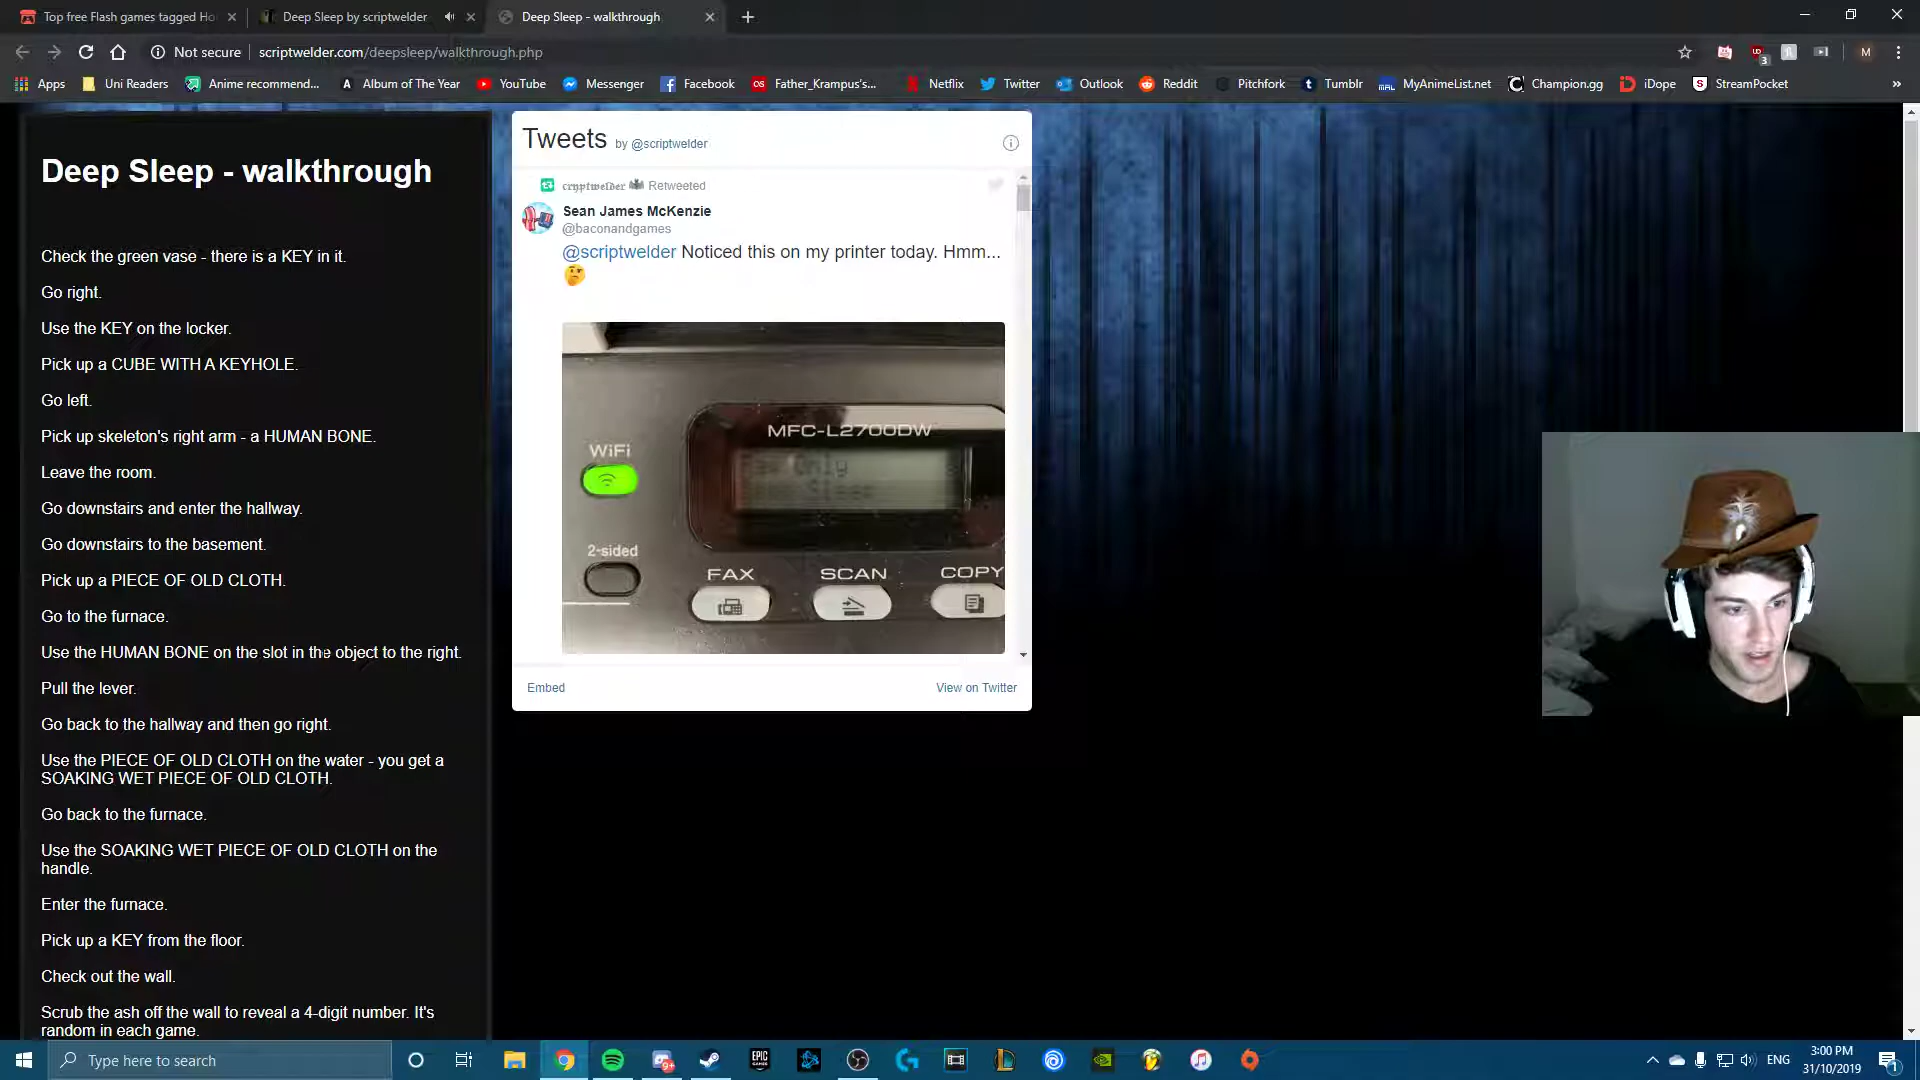 Top free Flash games tagged Ho
Deep Sleep by scriptwelder
Deep Sleep - walkthrough
Not secure
scriptwelder.com/deepsleep/walkthrough.php
3
M
Apps
Uni Readers
Anime recommend...
Album of The Year
YouTube
Messenger
Facebook
Father_Krampus's...
Netflix
Twitter
Outlook
Reddit
Pitchfork
Tumblr
MyAnimeList.net
Champion.gg
iDope
StreamPocket
»
Deep Sleep - walkthrough
Check the green vase - there is a KEY in it.
Go right.
Use the KEY on the locker.
Pick up a CUBE WITH A KEYHOLE.
Go left.
Pick up skeleton's right arm - a HUMAN BONE.
Leave the room.
Go downstairs and enter the hallway.
Go downstairs to the basement.
Pick up a PIECE OF OLD CLOTH.
Go to the furnace.
Use the HUMAN BONE on the slot in the object to the right.
Pull the lever.
Go back to the hallway and then go right.
Use the PIECE OF OLD CLOTH on the water - you get a
SOAKING WET PIECE OF OLD CLOTH.
Go back to the furnace.
Use the SOAKING WET PIECE OF OLD CLOTH on the
handle.
Enter the furnace.
Pick up a KEY from the floor.
Check out the wall.
Scrub the ash off the wall to reveal a 4-digit number. It's
random in each game.
Tweets by @scriptwelder
cryptwelder Retweeted
Sean James McKenzie
@baconandgames
@scriptwelder Noticed this on my printer today. Hmm...
MFC-L2700DW
WiFi
2-sided
FAX
SCAN
COPY
Embed
View on Twitter
Type here to search
EPIC
GAMES
9+
ENG
3:00 PM
31/10/2019
1